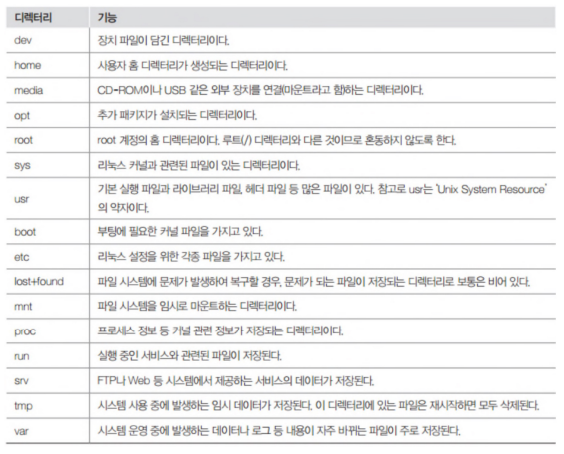 디렉터리 기능
dev 장치 파일이 담긴 디렉터리이다.
home 사용자 홈 디렉터리가 생성되는 디렉터리이다.
media CD-ROM이나 USB 같은 외부 장치를 연결(마운트라고 함)하는 디렉터리이다.
opt 추가 패키지가 설치되는 디렉터리이다.
root root 계정의 홈 디렉터리이다. 루트(/) 디렉터리와 다른 것이므로 혼동하지 않도록 한다.
sys 리눅스 커널과 관련된 파일이 있는 디렉터리이다.
usr 기본 실행 파일과 라이브러리 파일, 헤더 파일 등 많은 파일이 있다. 참고로 usr는 'Unix System Resource'
의 약자이다.
boot 부팅에 필요한 커널 파일을 가지고 있다.
etc 리눅스 설정을 위한 각종 파일을 가지고 있다.
lost+found 파일 시스템에 문제가 발생하여 복구할 경우, 문제가 되는 파일이 저장되는 디렉터리로 보통은 비어 있다.
mnt 파일 시스템을 임시로 마운트하는 디렉터리이다.
proc 프로세스 정보 등 커널 관련 정보가 저장되는 디렉터리이다.
run 실행 중인 서비스와 관련된 파일이 저장된다.
srv FTP나 Web 등 시스템에서 제공하는 서비스의 데이터가 저장된다.
tmp 시스템 사용 중에 발생하는 임시 데이터가 저장된다. 이 디렉터리에 있는 파일은 재시작하면 모두 삭제된다.
var 시스템 운영 중에 발생하는 데이터나 로그 등 내용이 자주 바뀌는 파일이 주로 저장된다.